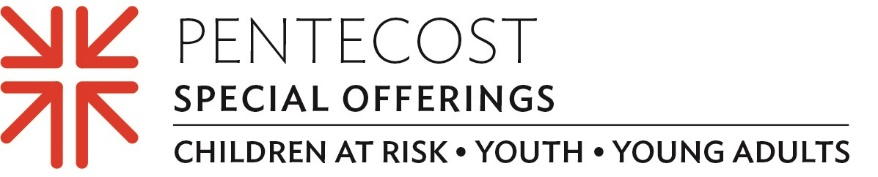 PENTECOST
SPECIAL OFFERINGS
CHILDREN AT RISK • YOUTH • YOUNG ADULTS